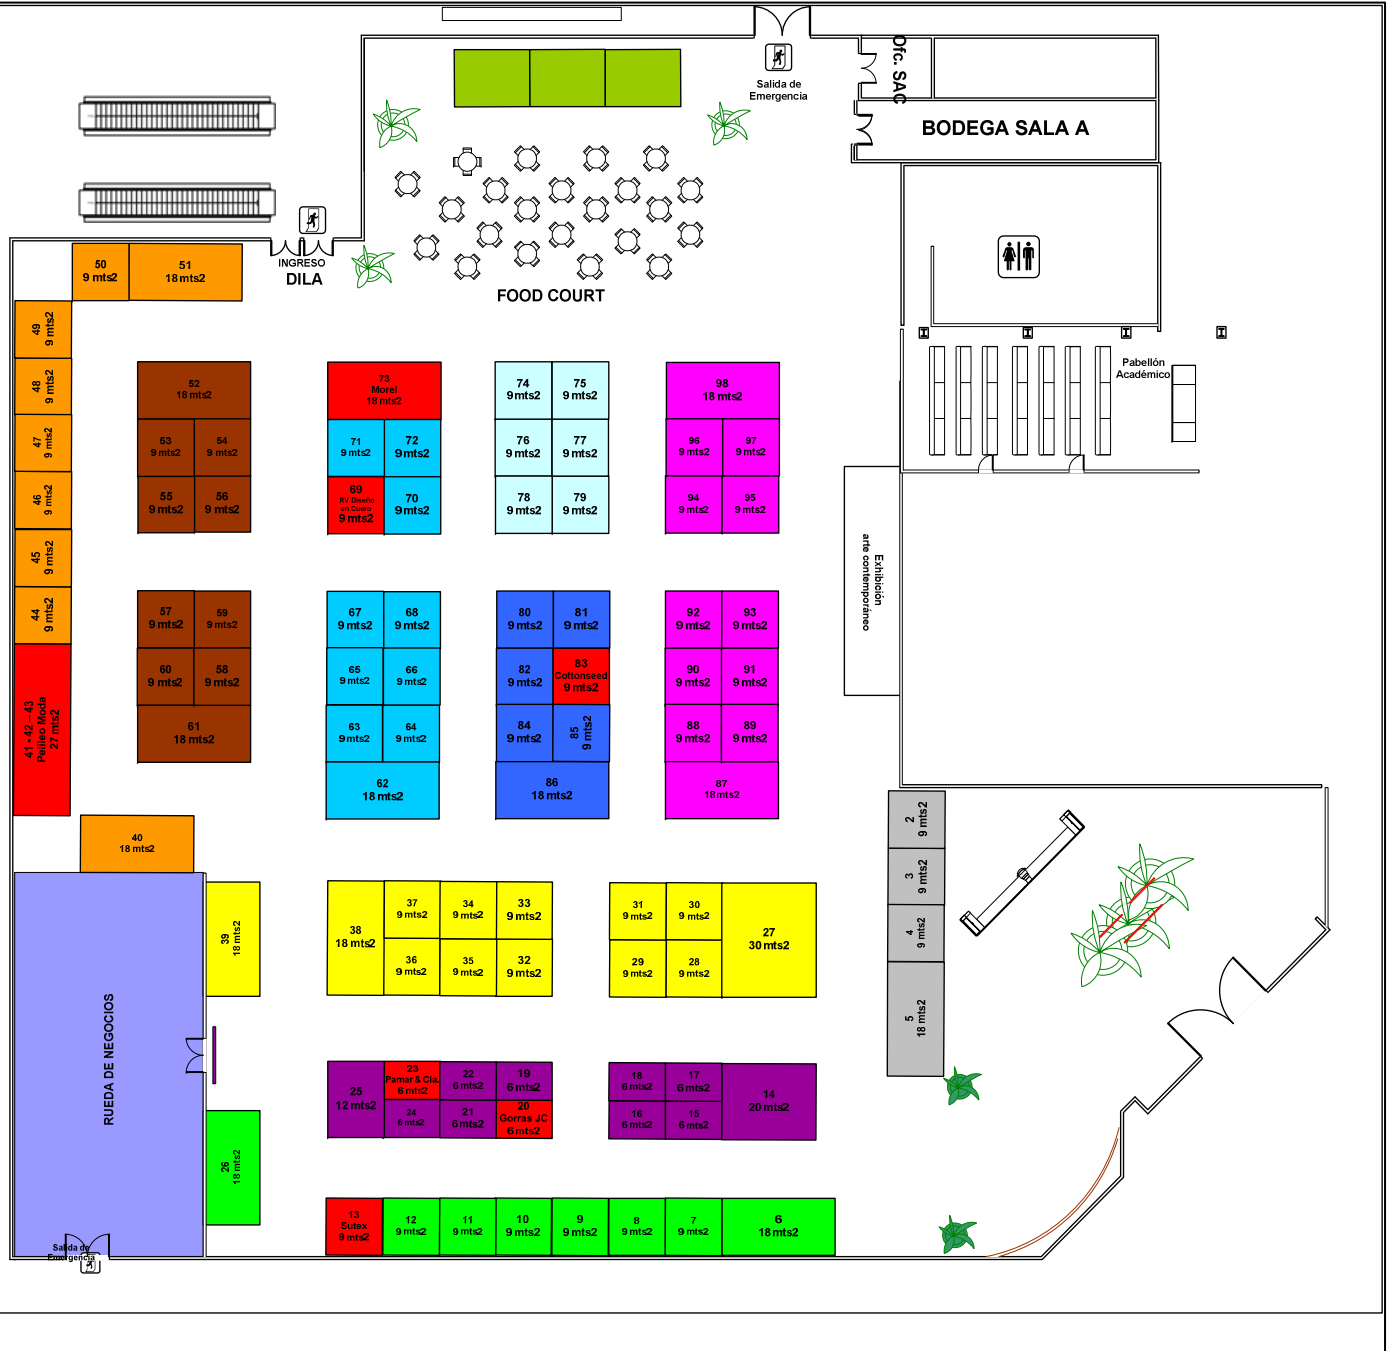 Ofc. SAC
Salida de
Emergencia
BODEGA SALA A
INGRESO
DILA
FOOD COURT
50
9 mts2
51
18 mts2
49
9 mts2
48
9 mts2
47
9 mts2
46
9 mts2
45
9 mts2
44
9 mts2
41 - 42 - 43
Pelileo Moda
27 mts2
40
18 mts2
52
18 mts2
53
9 mts2
54
9 mts2
55
9 mts2
56
9 mts2
73
Morel
18 mts2
71
9 mts2
72
9 mts2
69
RV Diseño
en Cuero
9 mts2
70
9 mts2
74
9 mts2
75
9 mts2
76
9 mts2
77
9 mts2
78
9 mts2
79
9 mts2
98
18 mts2
96
9 mts2
97
9 mts2
94
9 mts2
95
9 mts2
Pabellón
Académico
Exhibición
arte contemporáneo
57
9 mts2
59
9 mts2
60
9 mts2
58
9 mts2
61
18 mts2
67
9 mts2
68
9 mts2
65
9 mts2
66
9 mts2
63
9 mts2
64
9 mts2
62
18 mts2
80
9 mts2
81
9 mts2
82
9 mts2
83
Cottonseed
9 mts2
84
9 mts2
85
9 mts2
86
18 mts2
92
9 mts2
93
9 mts2
90
9 mts2
91
9 mts2
88
9 mts2
89
9 mts2
87
18 mts2
2
9 mts2
3
9 mts2
4
9 mts2
5
18 mts2
39
18 mts2
38
18 mts2
37
9 mts2
34
9 mts2
33
9 mts2
36
9 mts2
35
9 mts2
32
9 mts2
31
9 mts2
30
9 mts2
29
9 mts2
28
9 mts2
27
30 mts2
RUEDA DE NEGOCIOS
25
12 mts2
23
Pamar & Cia.
6 mts2
22
6 mts2
19
6 mts2
24
6 mts2
21
6 mts2
20
Gorras JC
6 mts2
18
6 mts2
17
6 mts2
16
6 mts2
15
6 mts2
14
20 mts2
26
18 mts2
13
Sutex
9 mts2
12
9 mts2
11
9 mts2
10
9 mts2
9
9 mts2
8
9 mts2
7
9 mts2
6
18 mts2
Salida de
Emergencia